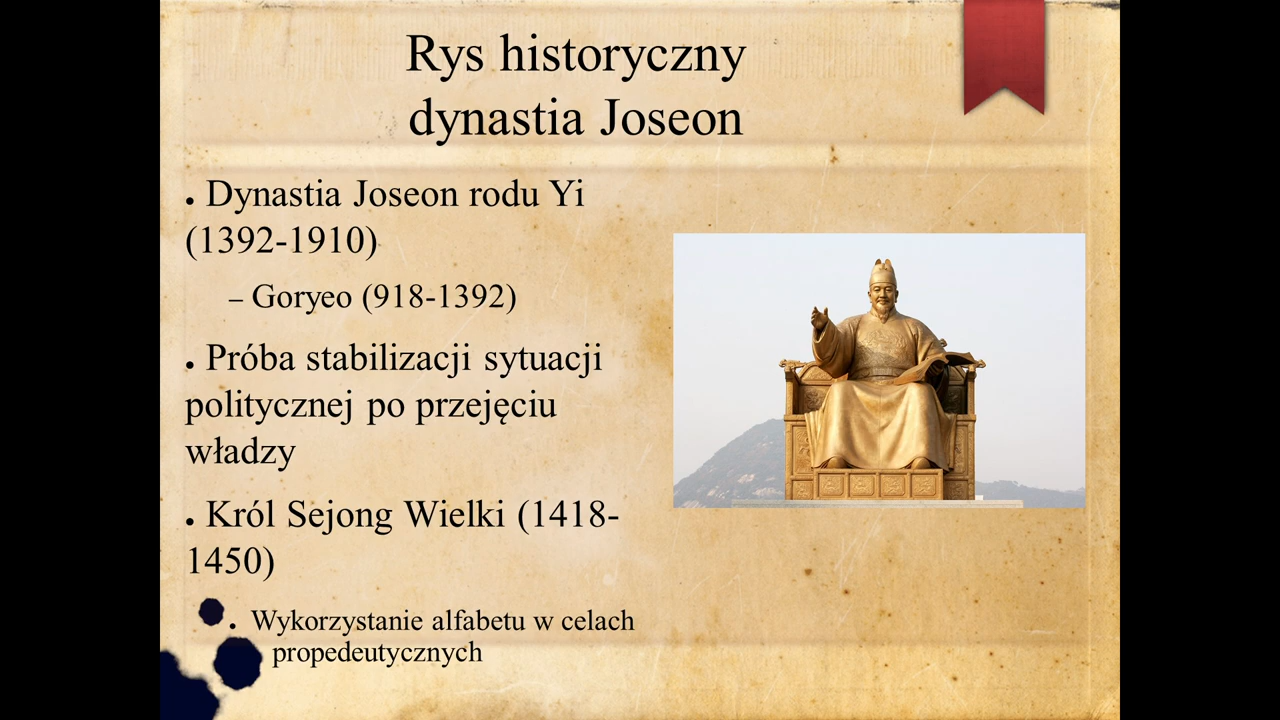 Rys historyczny
dynastia Joseon
● Dynastia Joseon rodu Yi
(1392-1910)
– Goryeo (918-1392)
● Próba stabilizacji sytuacji
politycznej po przejęciu
władzy
● Król Sejong Wielki (1418-
1450)
● Wykorzystanie alfabetu w celach
propedeutycznych